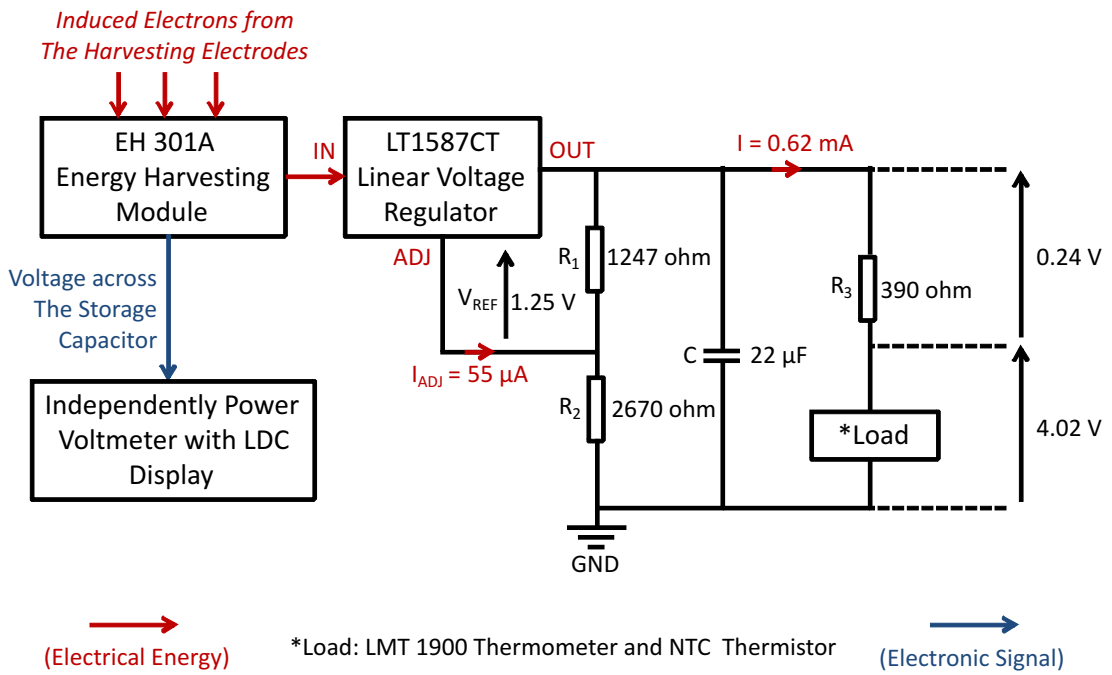 Induced Electrons from
The Harvesting Electrodes
EH 301A
Energy Harvesting
Module
IN
LT1587CT
Linear Voltage
Regulator
OUT
I = 0.62 mA
ADJ
Voltage across
The Storage
Capacitor
VREF
1.25 V
R1
1247 ohm
R3
390 ohm
0.24 V
C
22 µF
IADJ = 55 µA
R2
2670 ohm
*Load
4.02 V
Independently Power
Voltmeter with LDC
Display
GND
(Electrical Energy)
*Load: LMT 1900 Thermometer and NTC Thermistor
(Electronic Signal)